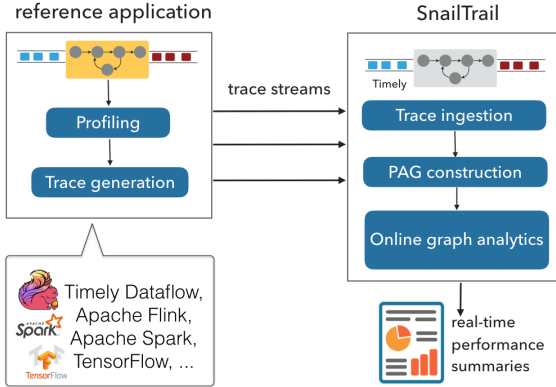 reference application
SnailTrail
Timely
trace streams
Profiling
Trace generation
Trace ingestion
PAG construction
Online graph analytics
Timely Dataflow,
Apache Flink,
Apache Spark,
TensorFlow, ...
APACHE
Spark
TensorFlow
real-time
performance
summaries